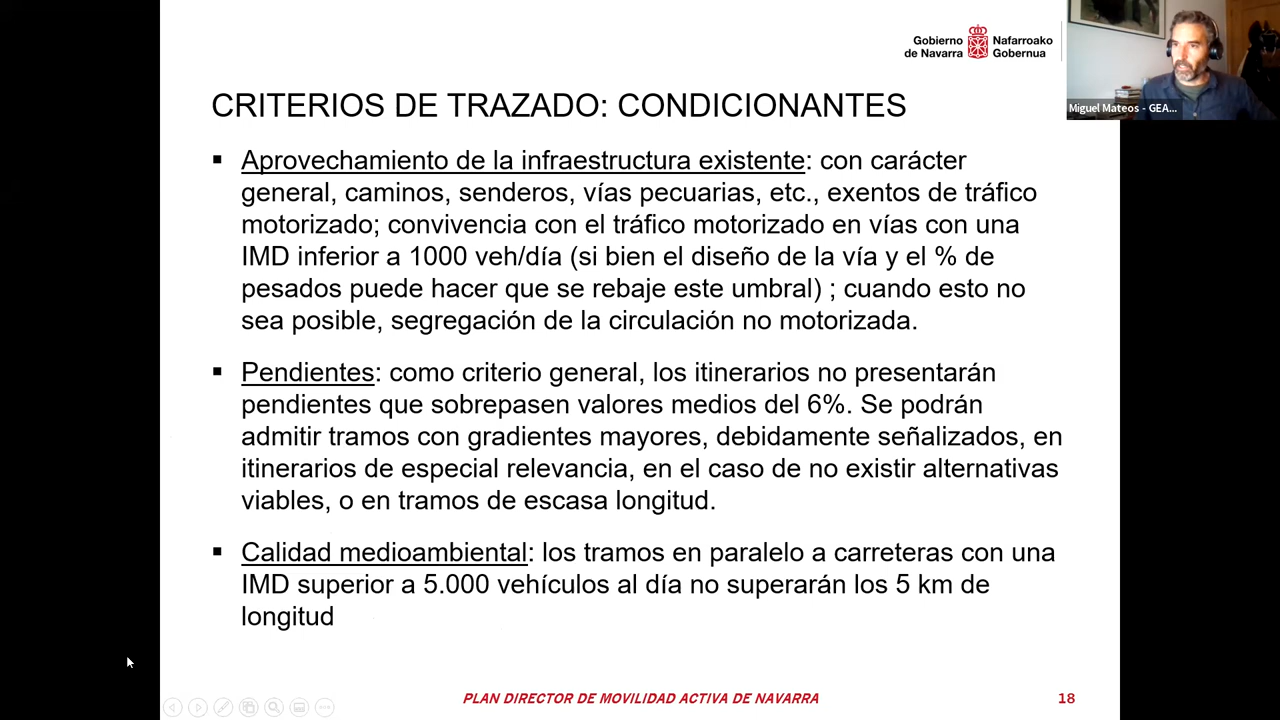 Gobierno de Navarra
Nafarroako Gobernua
Miguel Mateos - GEA...
CRITERIOS DE TRAZADO: CONDICIONANTES
▪ Aprovechamiento de la infraestructura existente: con carácter
general, caminos, senderos, vías pecuarias, etc., exentos de tráfico
motorizado; convivencia con el tráfico motorizado en vías con una
IMD inferior a 1000 veh/día (si bien el diseño de la vía y el % de
pesados puede hacer que se rebaje este umbral) ; cuando esto no
sea posible, segregación de la circulación no motorizada.
▪ Pendientes: como criterio general, los itinerarios no presentarán
pendientes que sobrepasen valores medios del 6%. Se podrán
admitir tramos con gradientes mayores, debidamente señalizados, en
itinerarios de especial relevancia, en el caso de no existir alternativas
viables, o en tramos de escasa longitud.
▪ Calidad medioambiental: los tramos en paralelo a carreteras con una
IMD superior a 5.000 vehículos al día no superarán los 5 km de
longitud
PLAN DIRECTOR DE MOVILIDAD ACTIVA DE NAVARRA
18